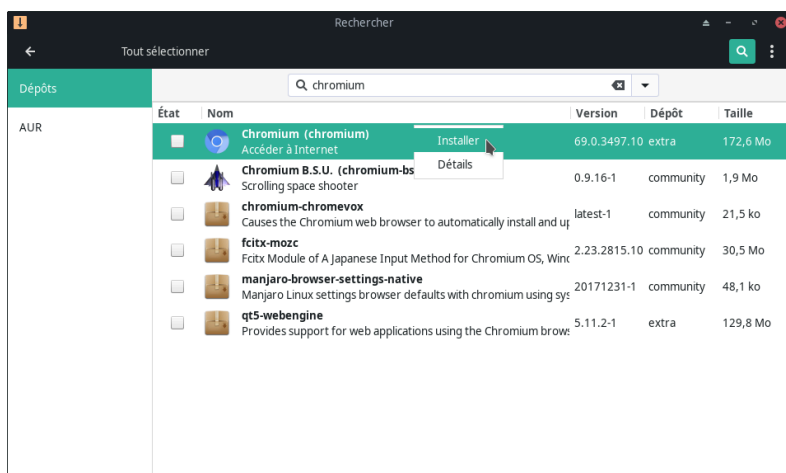 Rechercher
Tout sélectionner
Dépôts
AUR
chromium
État Nom Version Dépôt Taille
Chromium (chromium) 69.0.3497.10 extra 172,6 Mo
Accéder à Internet
Installer
Détails
Chromium B.S.U. (chromium-bs 0.9.16-1 community 1,9 Mo
Scrolling space shooter
chromium-chromevox latest-1 community 21,5 ko
Causes the Chromium web browser to automatically install and up
fcitx-mozc 2.23.2815.10 community 30,5 Mo
Fcitx Module of A Japanese Input Method for Chromium OS, Winc
manjaro-browser-settings-native 20171231-1 community 48,1 ko
Manjaro Linux settings browser defaults with chromium using sys
qt5-webengine 5.11.2-1 extra 129,8 Mo
Provides support for web applications using the Chromium brows